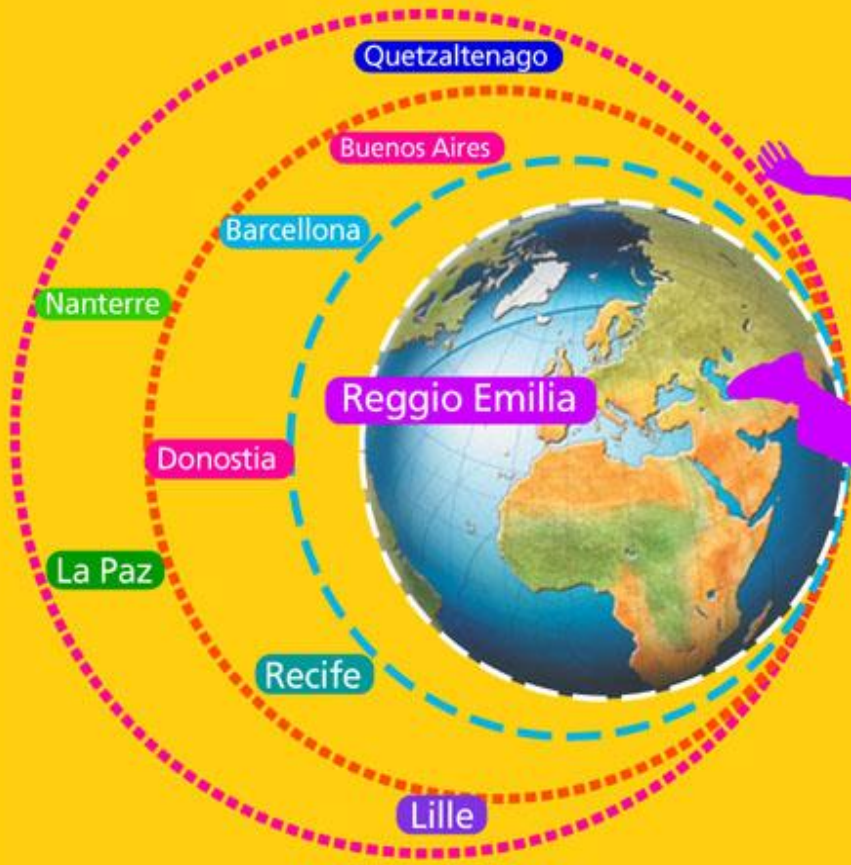 Quetzaltenago
Buenos Aires
Barcellona
Nanterre
Reggio Emilia
Donostia
La Paz
Recife
Lille